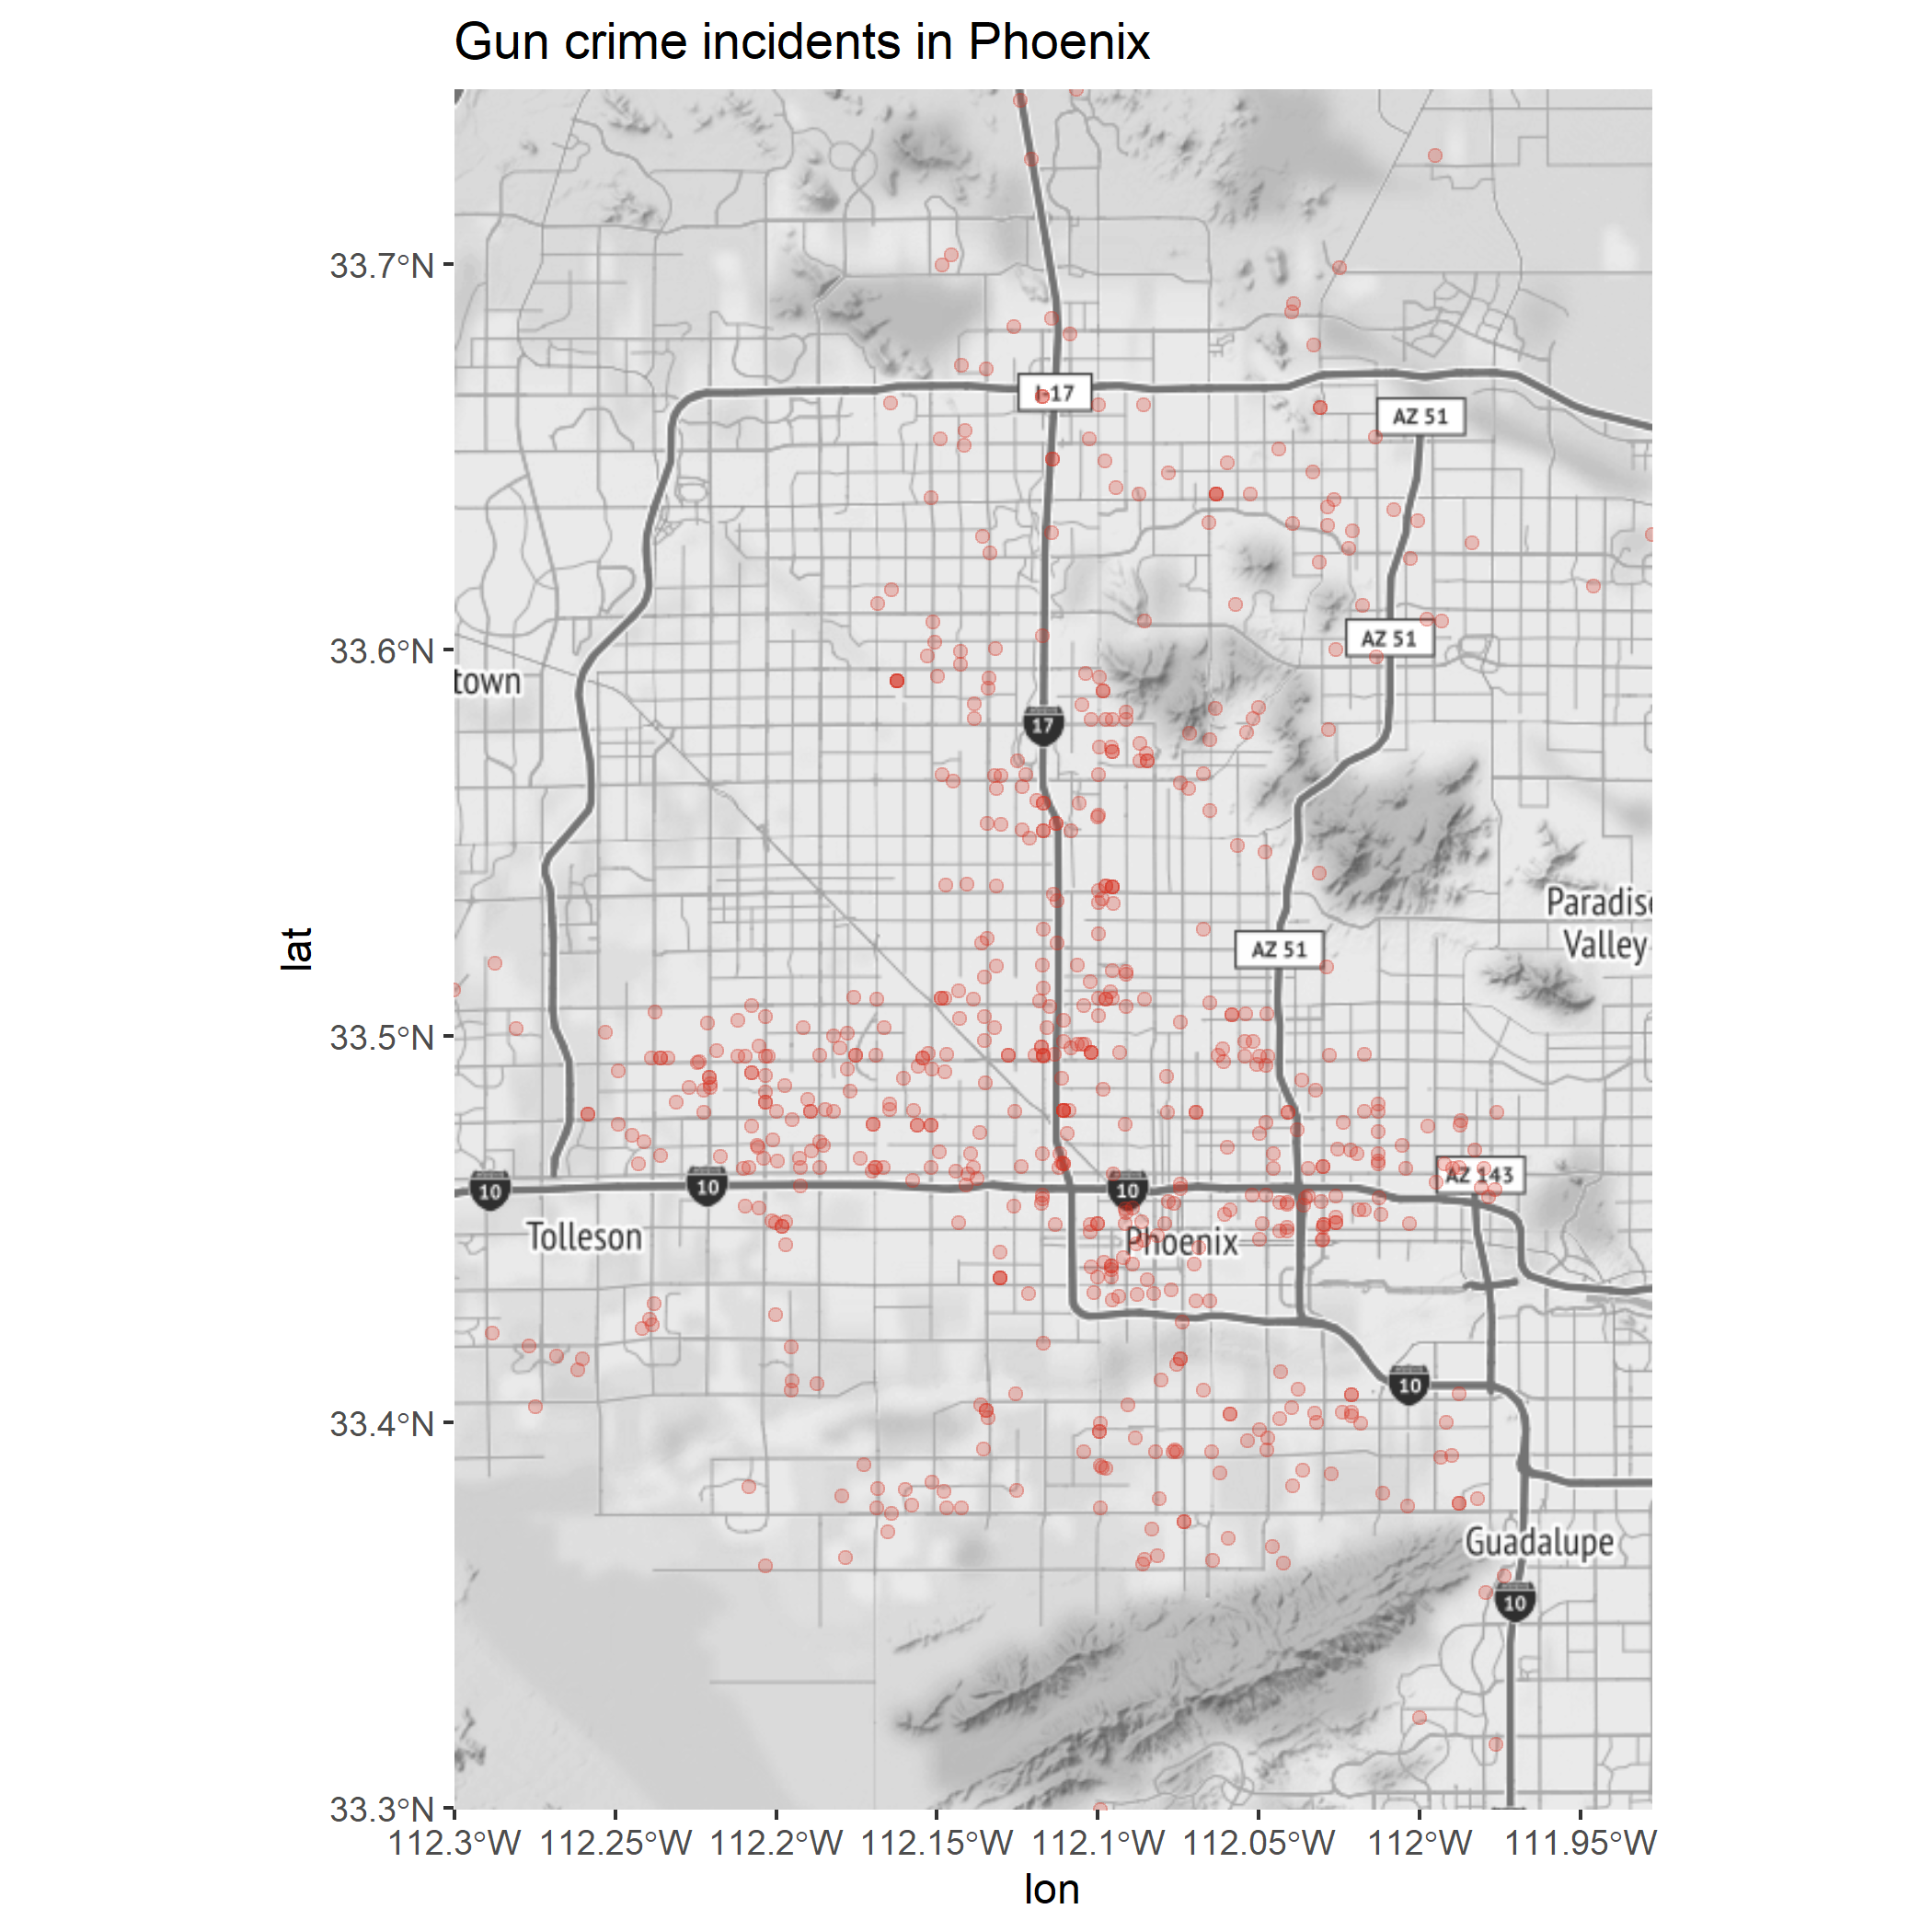 Gun crime incidents in Phoenix
33.7°N
I-17
AZ 51
33.6°N
AZ 51
town
17
lat
Paradise
Valley
AZ 51
33.5°N
10
10
10
AZ 143
Tolleson
Phoenix
10
33.4°N
Guadalupe
10
33.3°N
112.3°W 112.25°W 112.2°W 112.15°W 112.1°W 112.05°W 112°W 111.95°W
lon